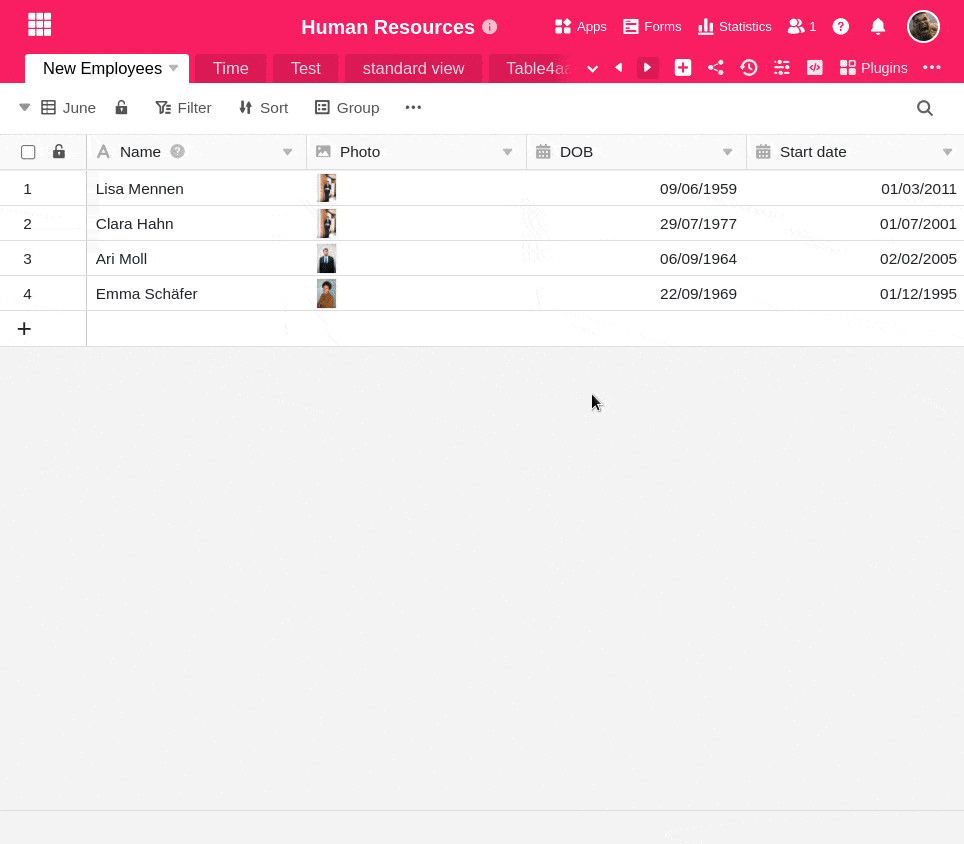 Human Resources
Apps Forms Statistics 1
New Employees Time Test standard view Table4aa Plugins
June Filter Sort Group
Name Photo DOB Start date
1 Lisa Mennen 09/06/1959 01/03/2011
2 Clara Hahn 29/07/1977 01/07/2001
3 Ari Moll 06/09/1964 02/02/2005
4 Emma Schäfer 22/09/1969 01/12/1995